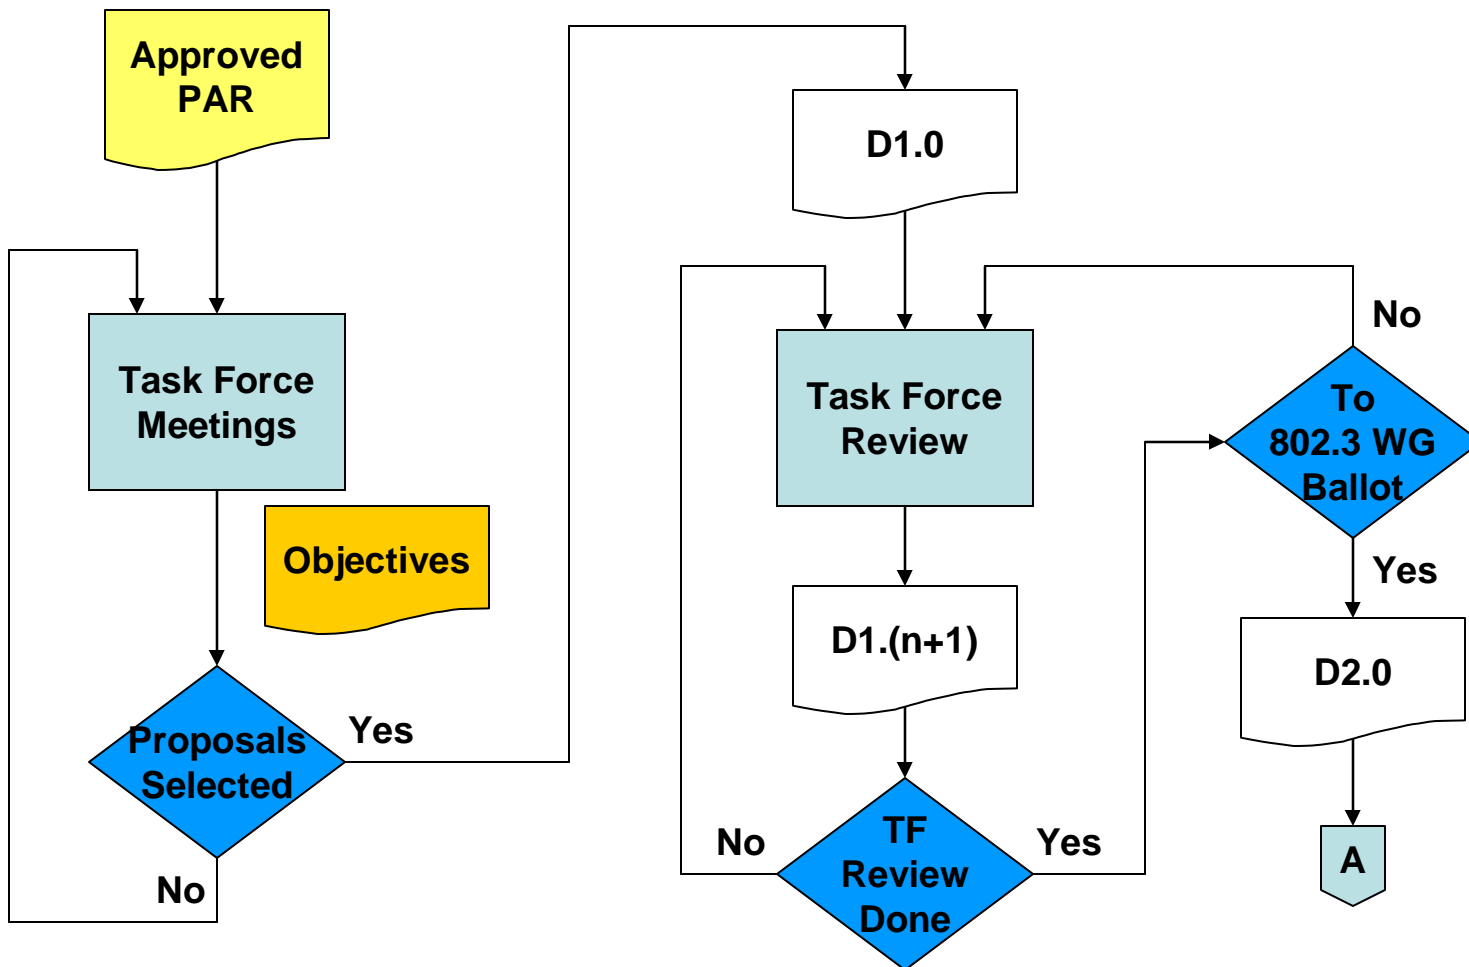 Approved
PAR
Task Force
Meetings
Objectives
Proposals
Selected
Yes
No
D1.0
Task Force
Review
D1.(n+1)
TF
Review
Done
No
Yes
To
802.3 WG
Ballot
No
Yes
D2.0
A